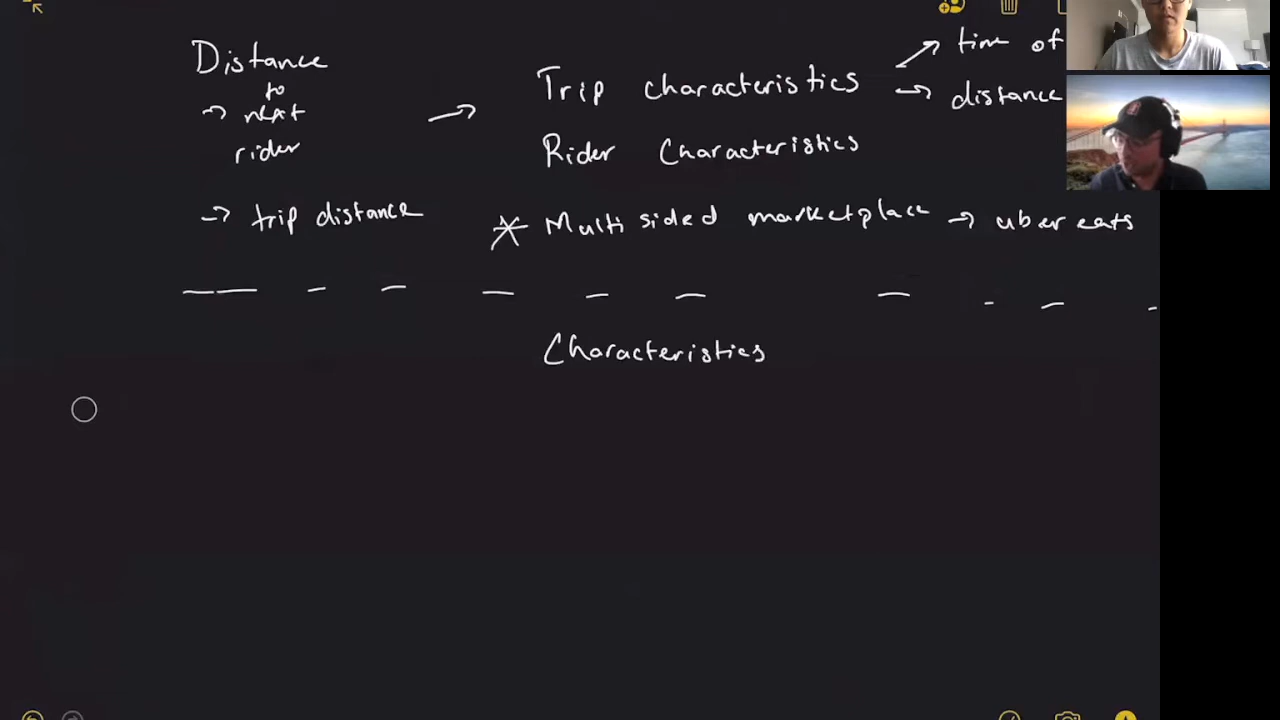 Distance
to
→ next
rider
→ trip distance
→ Trip characteristics
↗ time of
→ distance
Rider Characteristics
* Multi sided marketplace → uber eats
Characteristics